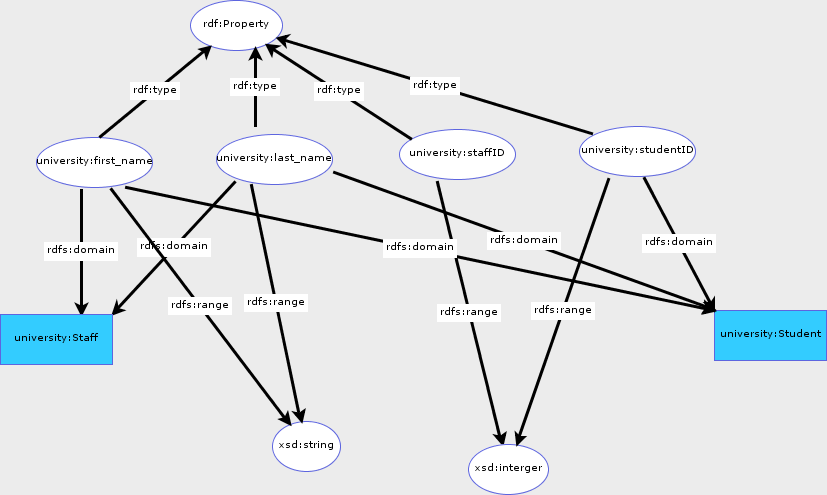 rdf:Property
rdf:type
rdf:type
rdf:type
rdf:type
university:first_name
university:last_name
university:staffID
university:studentID
rdfs:domain
rdfs:domain
rdfs:domain
rdfs:domain
rdfs:domain
rdfs:range
rdfs:range
rdfs:range
rdfs:range
university:Staff
university:Student
xsd:string
xsd:interger